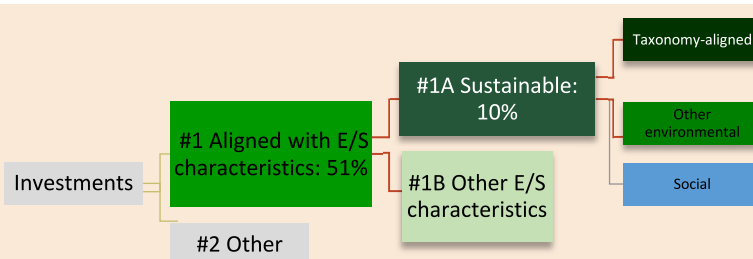 Taxonomy-aligned
#1A Sustainable:
10%
Other
environmental
#1 Aligned with E/S
characteristics: 51%
Investments
#1B Other E/S
characteristics
Social
#2 Other